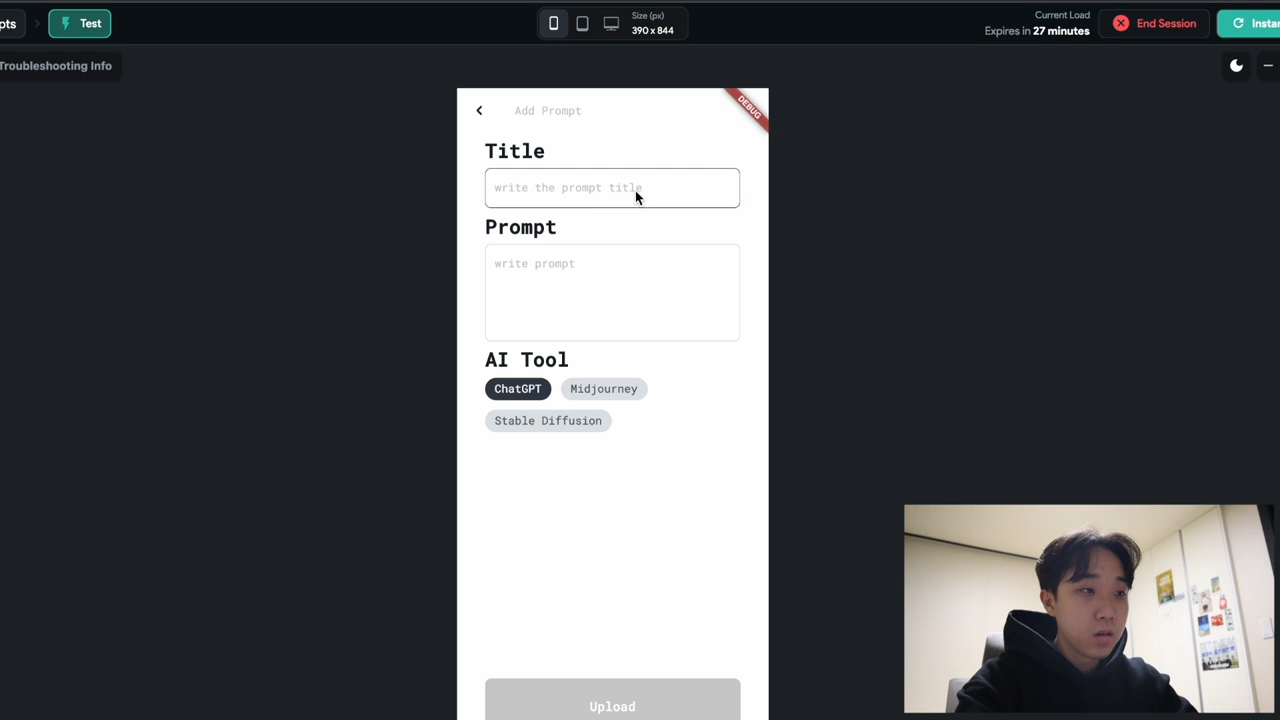 pts
Test
Size (px)
390 x 844
Current Load
Expires in 27 minutes
End Session
Instan
Troubleshooting Info
Add Prompt
DEBUG
Title
write the prompt title
Prompt
write prompt
AI Tool
ChatGPT
Midjourney
Stable Diffusion
Upload